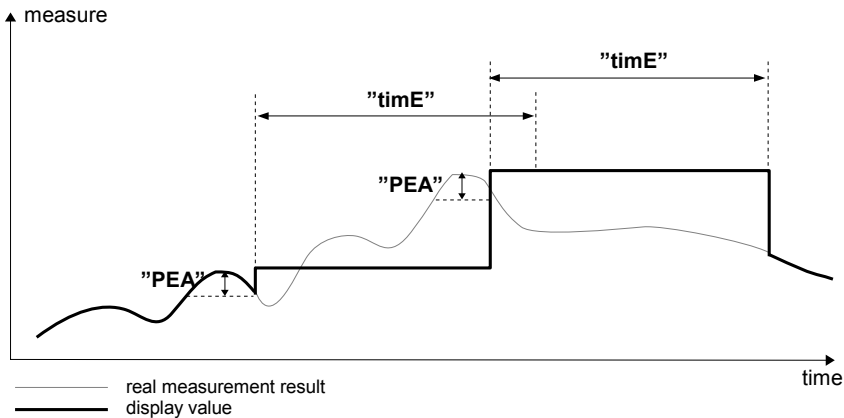 measure
”timE”
”timE”
”PEA”
”PEA”
time
real measurement result
display value